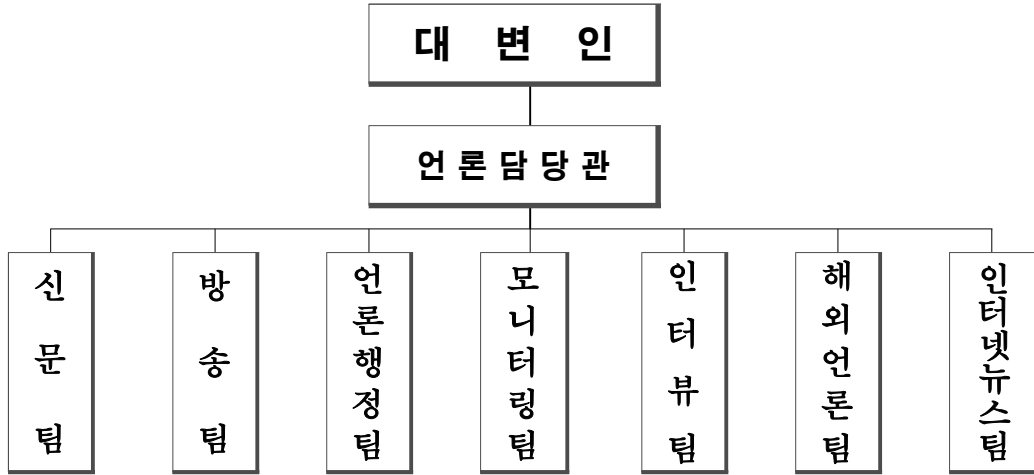 대 변 인
언론담당관
신문팀
방송팀
언론행정팀
모니터링팀
인터뷰팀
해외언론팀
인터넷뉴스팀